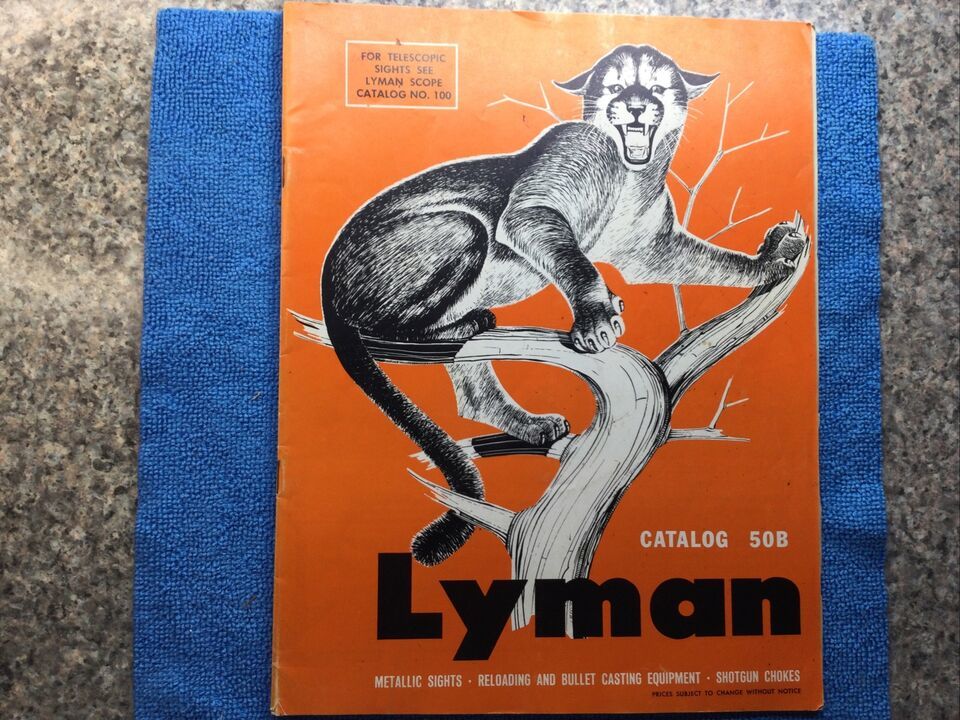 FOR TELESCOPIC
SIGHTS SEE
LYMAN SCOPE
CATALOG NO. 100
CATALOG 50B
Lyman
METALLIC SIGHTS · RELOADING AND BULLET CASTING EQUIPMENT · SHOTGUN CHOKES
PRICES SUBJECT TO CHANGE WITHOUT NOTICE